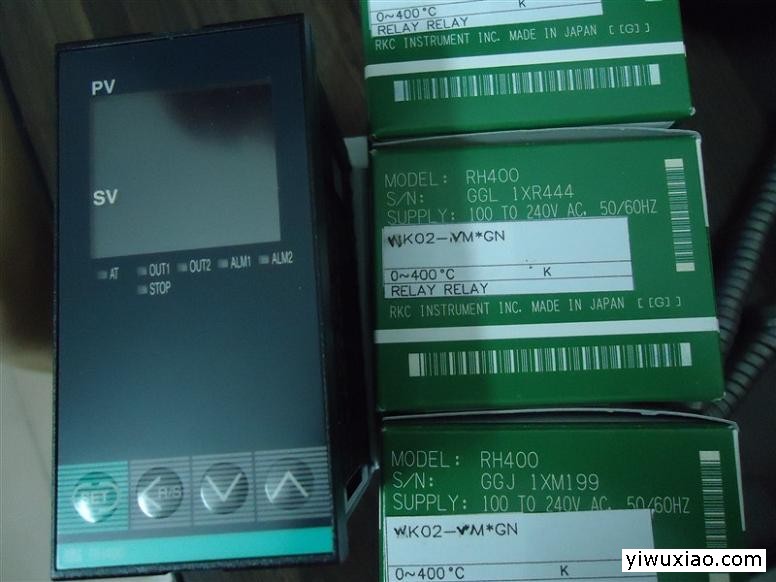 PV
SV
AT OUT1 OUT2 ALM1 ALM2
STOP
SET
R/S
0~400°C K
RELAY RELAY
RKC INSTRUMENT INC. MADE IN JAPAN [ [G] ]
MODEL: RH400
S/N: GGL 1XR444
SUPPLY: 100 TO 240V AC, 50/60HZ
WK02-VM*GN
0~400°C K
RELAY RELAY
RKC INSTRUMENT INC. MADE IN JAPAN [ [G] ]
MODEL: RH400
S/N: GGJ 1XM199
SUPPLY: 100 TO 240V AC, 50/60HZ
WK02-VM*GN
0~400°C K
yiwuxiao.com